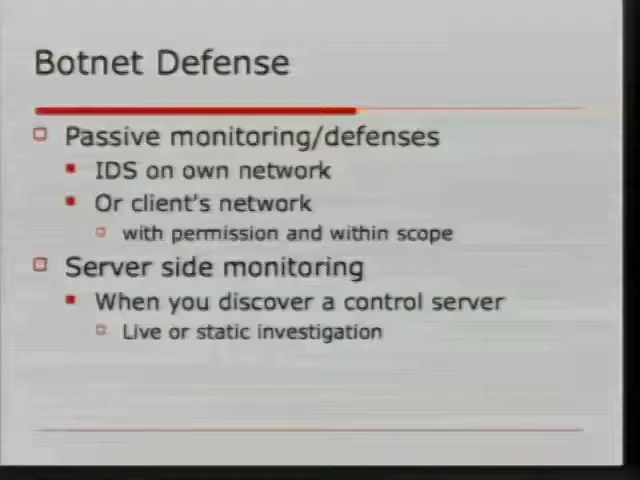 Botnet Defense
Passive monitoring/defenses
IDS on own network
Or client's network
with permission and within scope
Server side monitoring
When you discover a control server
Live or static investigation